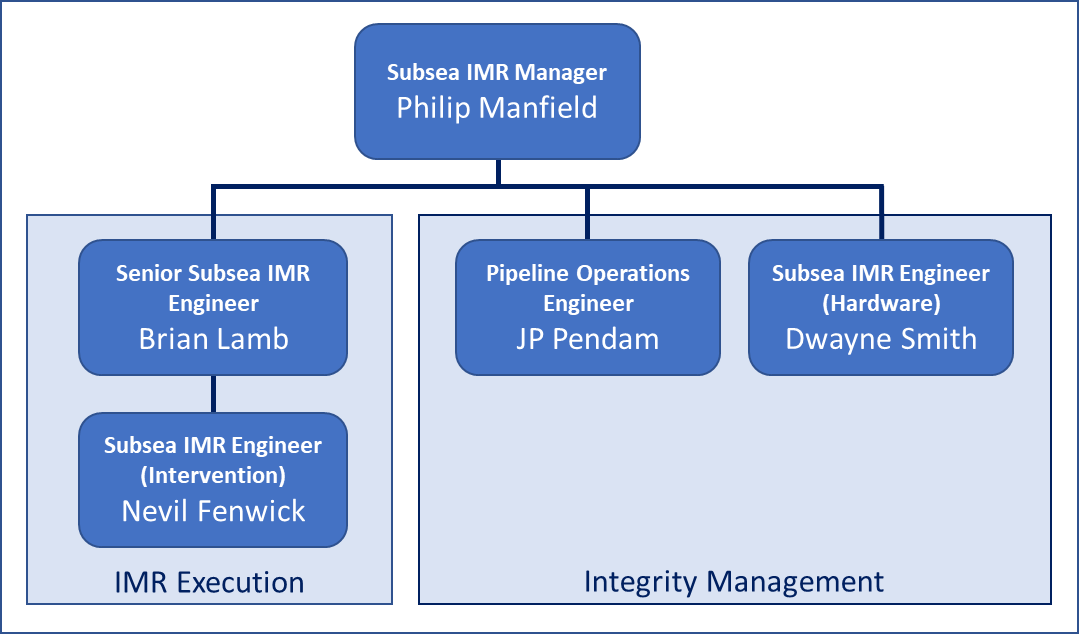 Subsea IMR Manager
Philip Manfield
Senior Subsea IMR
Engineer
Brian Lamb
Subsea IMR Engineer
(Intervention)
Nevil Fenwick
IMR Execution
Pipeline Operations
Engineer
JP Pendam
Subsea IMR Engineer
(Hardware)
Dwayne Smith
Integrity Management